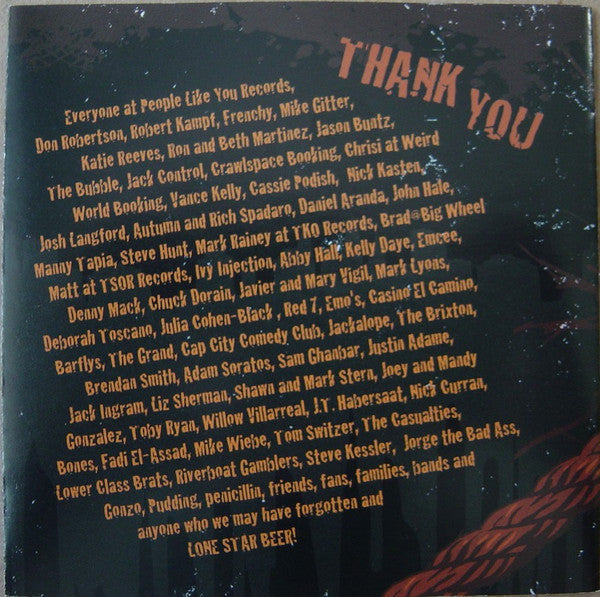 THANK YOU
Everyone at People Like You Records,
Don Robertson, Robert Kampf, Frenchy, Mike Gitter,
Katie Reeves, Ron and Beth Martinez, Jason Buntz,
The Bubble, Jack Control, Crawlspace Booking, Chrisi at Weird
World Booking, Vance Kelly, Cassie Podish, Nick Kasten,
Josh Langford, Autumn and Rich Spadaro, Daniel Aranda, John Hale,
Manny Tapia, Steve Hunt, Mark Rainey at TKO Records, Brad@Big Wheel
Matt at TSOR Records, Ivy Injection, Abby Hall, Kelly Daye, Emcee,
Denny Mack, Chuck Dorain, Javier and Mary Vigil, Mark Lyons,
Deborah Toscano, Julia Cohen-Black , Red 7, Emo's, Casino El Camino,
Barflys, The Grand, Cap City Comedy Club, Jackalope, The Brixton,
Brendan Smith, Adam Soratos, Sam Ghanbar, Justin Adame,
Jack Ingram, Liz Sherman, Shawn and Mark Stern, Joey and Mandy
Gonzalez, Toby Ryan, Willow Villarreal, J.T. Habersaat, Nick Curran,
Bones, Fadi El-Assad, Mike Wiebe, Tom Switzer, The Casualties,
Lower Class Brats, Riverboat Gamblers, Steve Kessler, Jorge the Bad Ass,
Gonzo, Pudding, penicillin, friends, fans, families, bands and
anyone who we may have forgotten and
LONE STAR BEER!